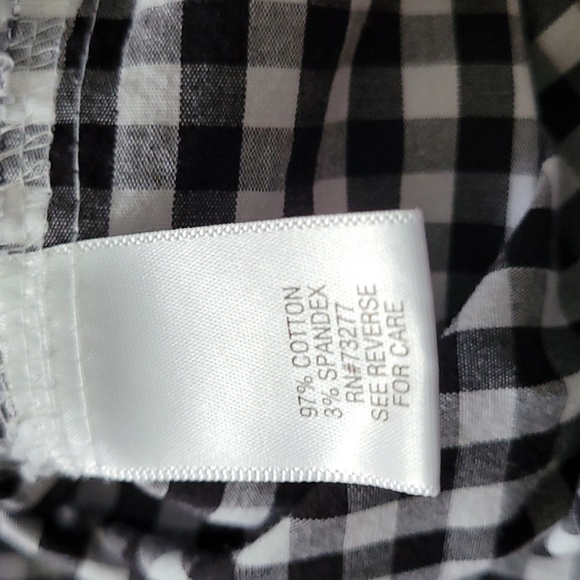 97% COTTON
3% SPANDEX
RN#73277
SEE REVERSE
FOR CARE